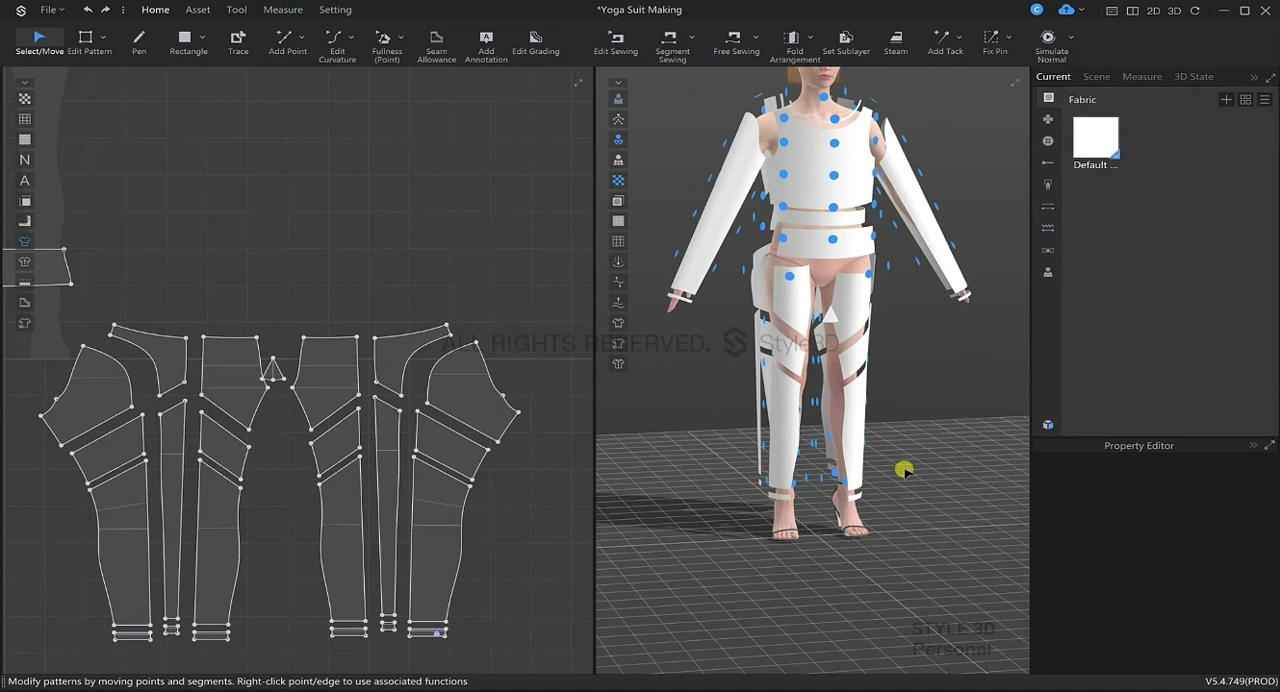 File Home Asset Tool Measure Setting *Yoga Suit Making C 2D 3D
Select/Move Edit Pattern Pen Rectangle Trace Add Point Edit Curvature Fullness (Point) Seam Allowance Add Annotation Edit Grading Edit Sewing Segment Sewing Free Sewing Fold Arrangement Set Sublayer Steam Add Tack Fix Pin Simulate Normal
Current Scene Measure 3D State
Fabric
Default ...
N
A
ALL RIGHTS RESERVED. Style3D
Property Editor
STYLE 3D
Personal
Modify patterns by moving points and segments. Right-click point/edge to use associated functions V5.4.749(PROD)